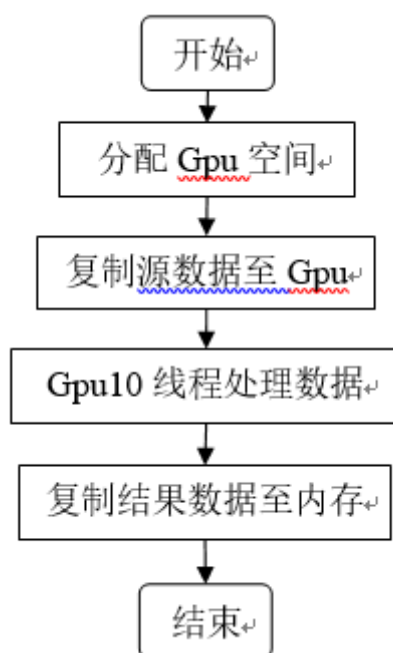 开始
分配 Gpu 空间
复制源数据至 Gpu
Gpu10 线程处理数据
复制结果数据至内存
结束